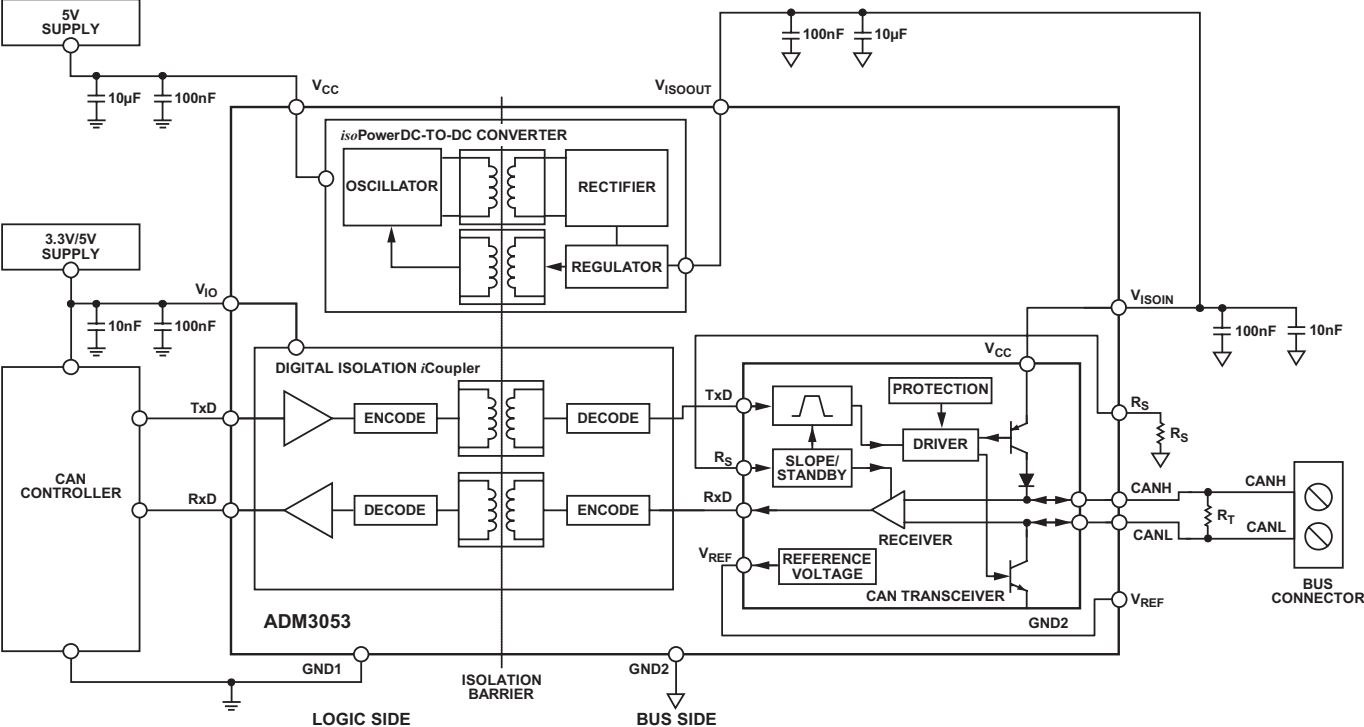 5V
SUPPLY
10µF
100nF
VCC
VISOOUT
100nF
10µF
isoPowerDC-TO-DC CONVERTER
OSCILLATOR
RECTIFIER
REGULATOR
3.3V/5V
SUPPLY
VIO
10nF
100nF
VISOIN
100nF
10nF
DIGITAL ISOLATION iCoupler
VCC
PROTECTION
TxD
ENCODE
DECODE
TxD
DRIVER
RS
RS
RS
SLOPE/
STANDBY
CAN
CONTROLLER
RxD
DECODE
ENCODE
RxD
RECEIVER
CANH
CANH
RT
CANL
CANL
VREF
REFERENCE
VOLTAGE
CAN TRANSCEIVER
BUS
CONNECTOR
VREF
GND2
ADM3053
GND1
GND2
ISOLATION
BARRIER
LOGIC SIDE
BUS SIDE